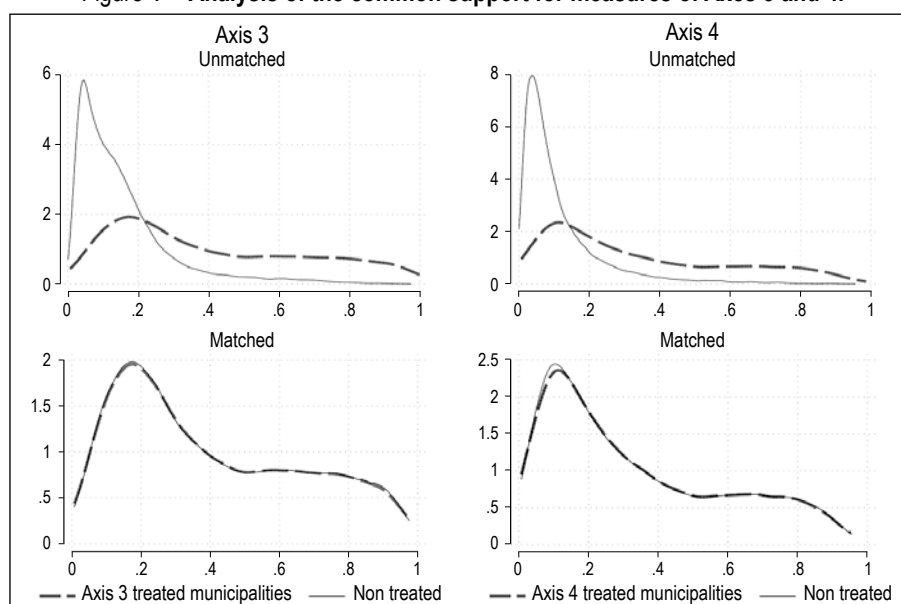 Figure 1 – Analysis of the common support for measures of Axes 3 and 4.
Axis 3
Unmatched
6
4
2
0
0 .2 .4 .6 .8 1
Axis 4
Unmatched
8
6
4
2
0
0 .2 .4 .6 .8 1
Matched
2
1.5
1
.5
0
0 .2 .4 .6 .8 1
Matched
2.5
2
1.5
1
.5
0
0 .2 .4 .6 .8 1
Axis 3 treated municipalities Non treated
Axis 4 treated municipalities Non treated